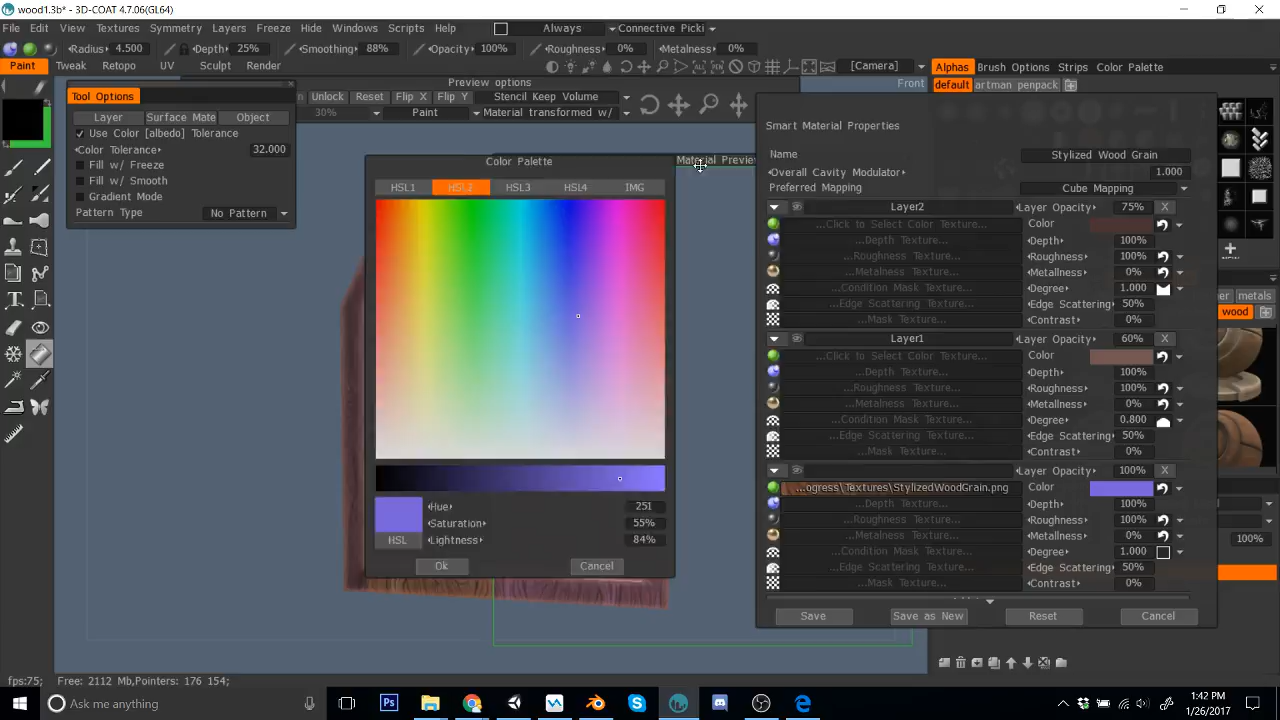 wood1.3b* - 3D-COAT 4.7.06(GL64)
File Edit View Textures Symmetry Layers Freeze Hide Windows Scripts Help Always Connective Picki
Radius 4.500 Depth 25% Smoothing 88% Opacity 100% Roughness 0% Metalness 0%
Paint Tweak Retopo UV Sculpt Render [Camera] Alphas Brush Options Strips Color Palette
Preview options Front default artman penpack
Tool Options Unlock Reset Flip X Flip Y Stencil Keep Volume
30% Paint Material transformed w/
Layer Surface Mate Object
Use Color [albedo] Tolerance
Color Tolerance 32.000
Fill w/ Freeze
Fill w/ Smooth
Gradient Mode
Pattern Type No Pattern
Color Palette
Material Previe
HSL1 HSL2 HSL3 HSL4 IMG
Hue 251
Saturation 55%
HSL Lightness 84%
Ok Cancel
Smart Material Properties
Name Stylized Wood Grain
Overall Cavity Modulator 1.000
Preferred Mapping Cube Mapping
Layer2 Layer Opacity 75% X
...Click to Select Color Texture... Color
...Depth Texture... Depth 100%
...Roughness Texture... Roughness 100%
...Metalness Texture... Metallness 0%
...Condition Mask Texture... Degree 1.000
...Edge Scattering Texture... Edge Scattering 50%
...Mask Texture... Contrast 0%
Layer1 Layer Opacity 60% X
...Click to Select Color Texture... Color
...Depth Texture... Depth 100%
...Roughness Texture... Roughness 100%
...Metalness Texture... Metallness 0%
...Condition Mask Texture... Degree 0.800
...Edge Scattering Texture... Edge Scattering 50%
...Mask Texture... Contrast 0%
Layer Opacity 100% X
...ogress\Textures\StylizedWoodGrain.png Color
...Depth Texture... Depth 100%
...Roughness Texture... Roughness 100%
...Metalness Texture... Metallness 0%
...Condition Mask Texture... Degree 1.000
...Edge Scattering Texture... Edge Scattering 50%
...Mask Texture... Contrast 0%
Save Save as New Reset Cancel
NEW
er metals
wood
100%
fps:75; Free: 2112 Mb,Pointers: 176 154;
Ask me anything
Ps
1:42 PM
1/26/2017